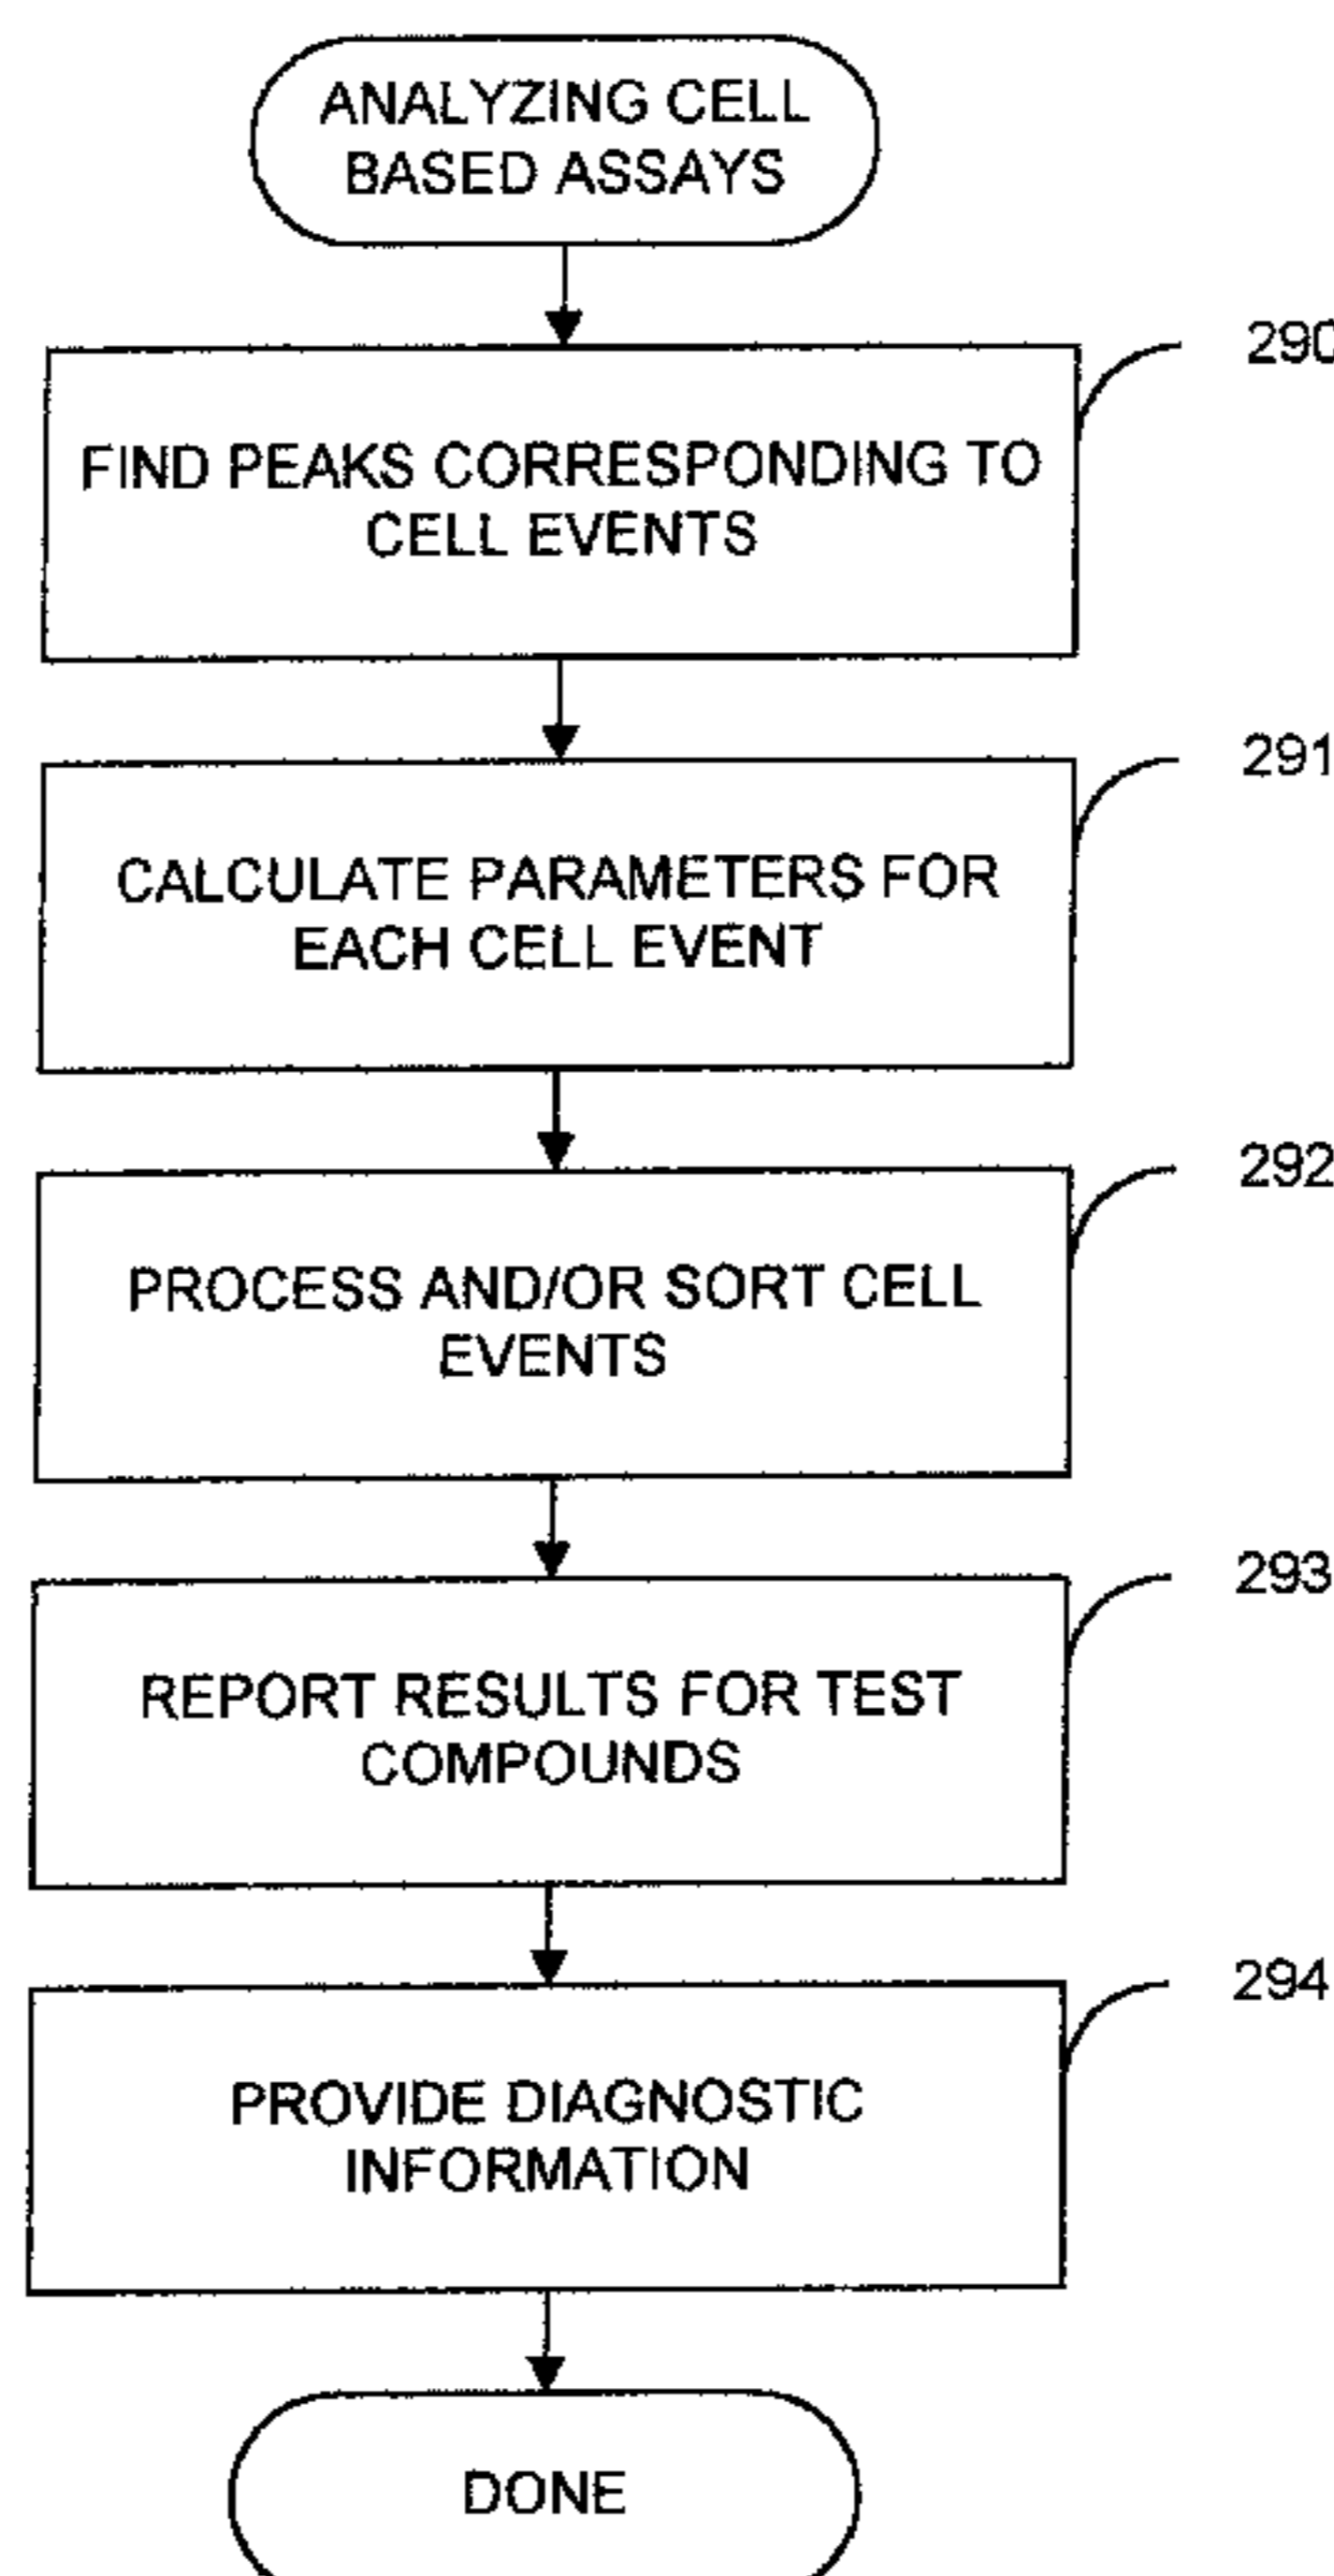 ANALYZING CELL
BASED ASSAYS
290
FIND PEAKS CORRESPONDING TO
CELL EVENTS
291
CALCULATE PARAMETERS FOR
EACH CELL EVENT
292
PROCESS AND/OR SORT CELL
EVENTS
293
REPORT RESULTS FOR TEST
COMPOUNDS
294
PROVIDE DIAGNOSTIC
INFORMATION
DONE